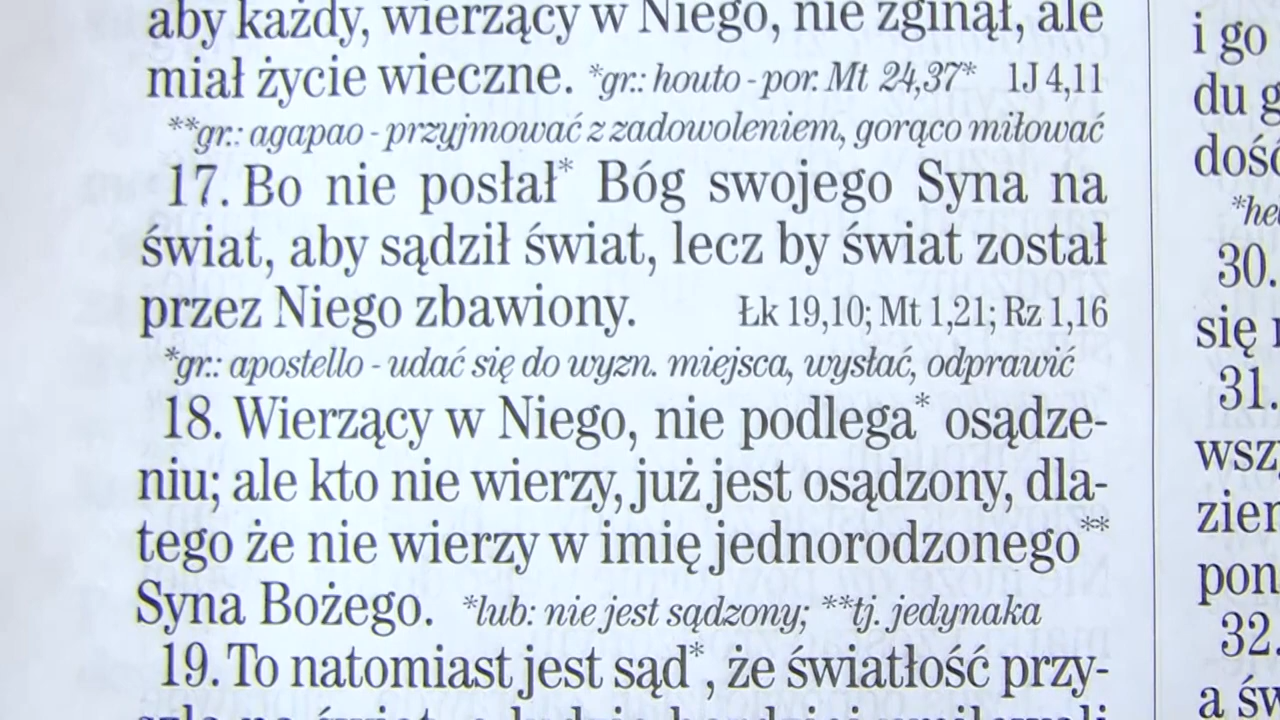 aby każdy, wierzący w Niego, nie zginął, ale
miał życie wieczne. *gr.: houto - por. Mt 24,37* 1J 4,11
**gr.: agapao - przyjmować z zadowoleniem, gorąco miłować
17. Bo nie posłał* Bóg swojego Syna na
świat, aby sądził świat, lecz by świat został
przez Niego zbawiony. Łk 19,10; Mt 1,21; Rz 1,16
*gr.: apostello - udać się do wyzn. miejsca, wysłać, odprawić
18. Wierzący w Niego, nie podlega* osądze-
niu; ale kto nie wierzy, już jest osądzony, dla-
tego że nie wierzy w imię jednorodzonego**
Syna Bożego. *lub: nie jest sądzony; **tj. jedynaka
19. To natomiast jest sąd*, że światłość przy-
i go
du
30.
się
31.
32.
a